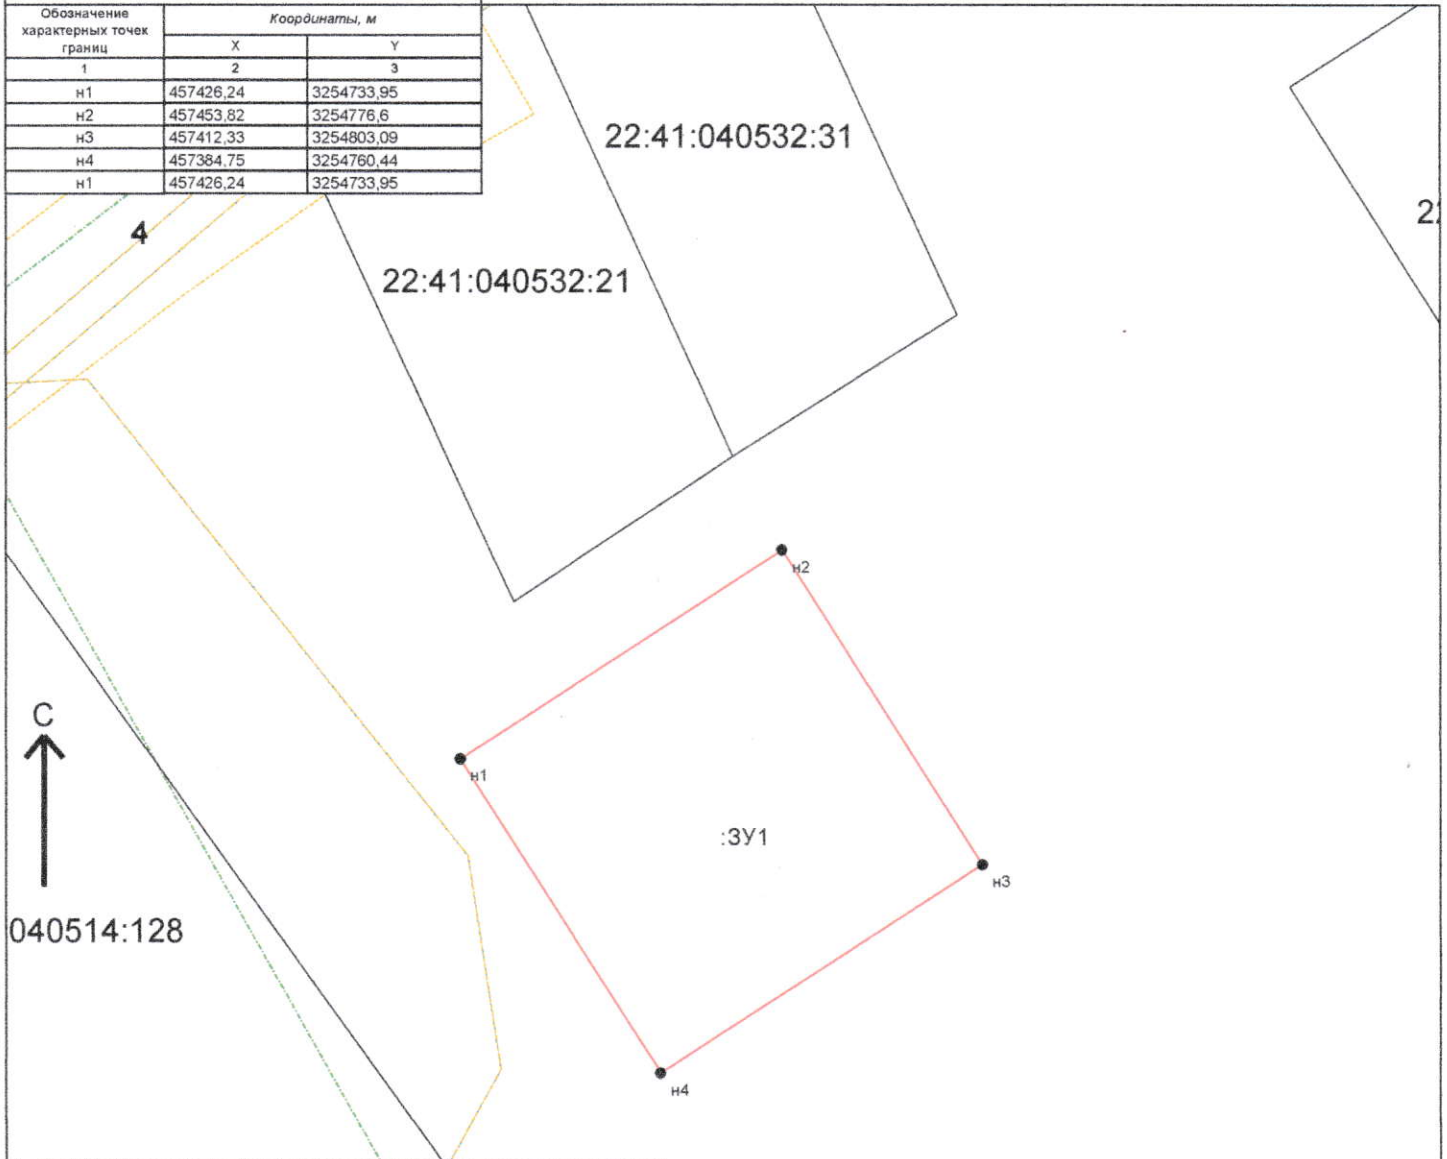 Обозначение характерных точек границ
Координаты, м
X Y
1 2 3
н1 457426,24 3254733,95
н2 457453,82 3254776,6
н3 457412,33 3254803,09
н4 457384,75 3254760,44
н1 457426,24 3254733,95
22:41:040532:31
4
22:41:040532:21
н2
С
н1
:ЗУ1
н3
040514:128
н4